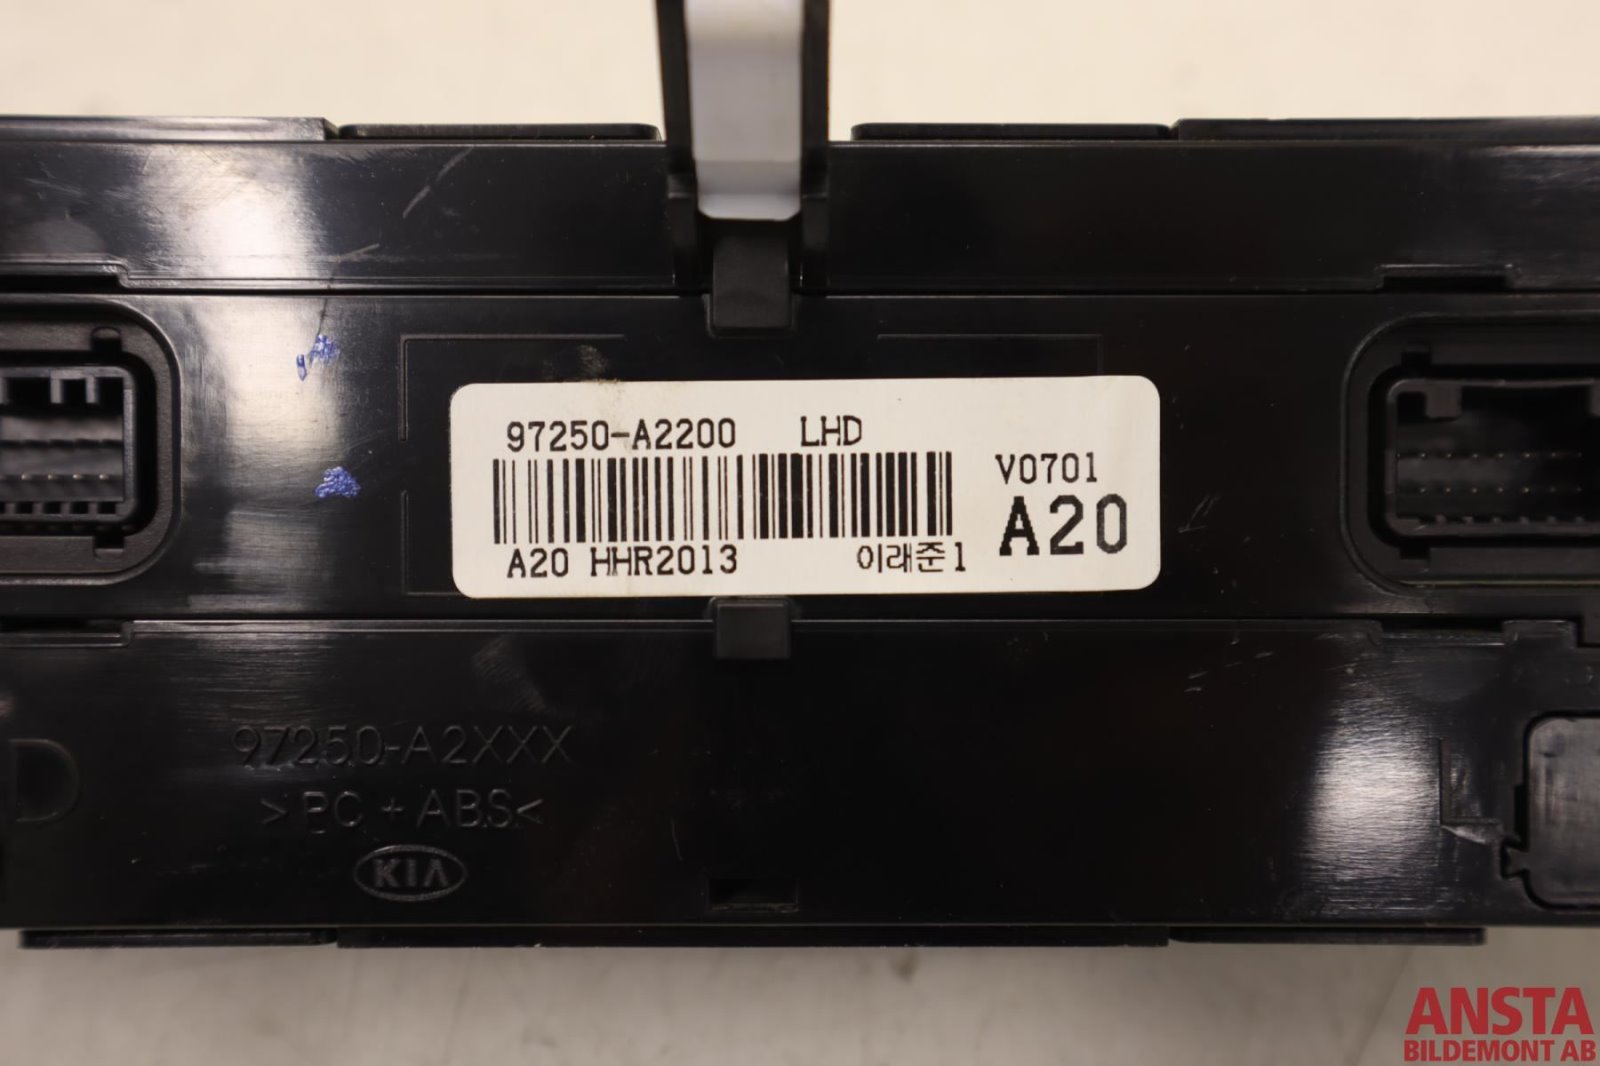 97250-A2200 LHD
V0701
A20
A20 HHR2013 이래준1
97250-A2XXX
>PC + ABS<
KIA
D
ANSTA
BILDEMONT AB